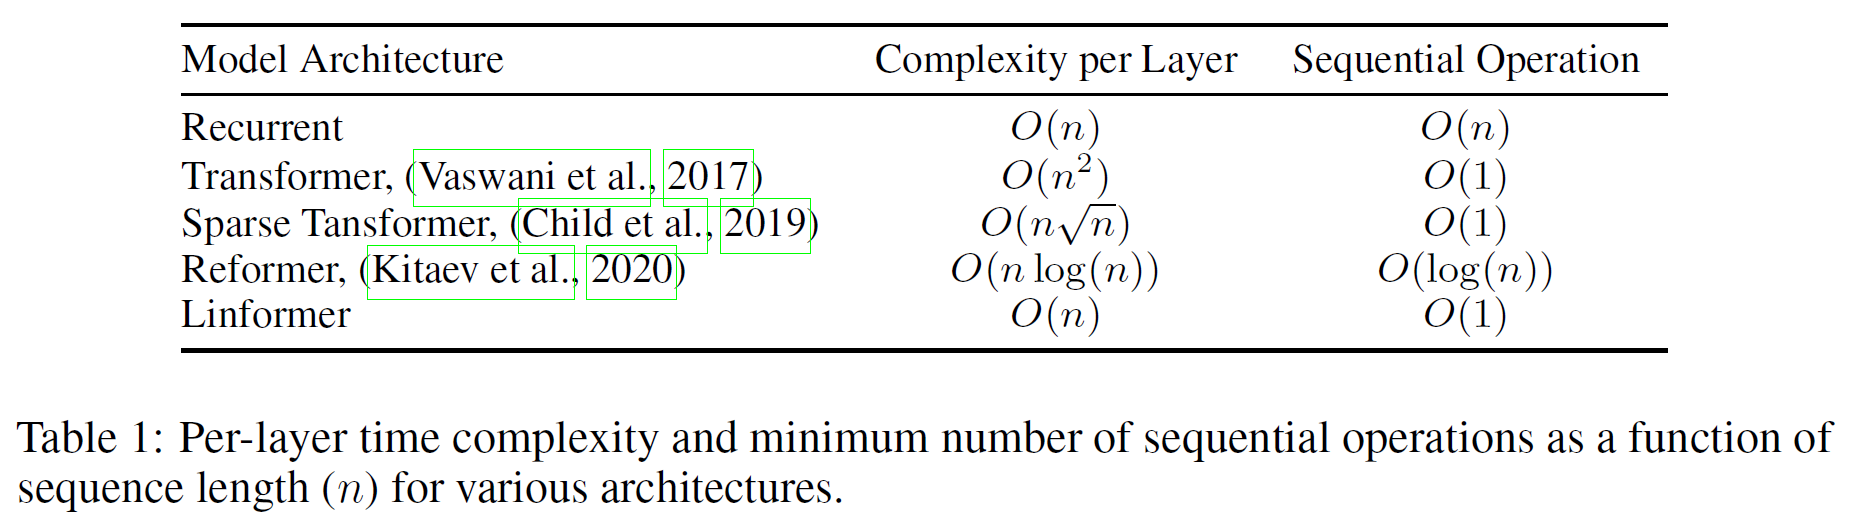 Model Architecture Complexity per Layer Sequential Operation
Recurrent O(n) O(n)
Transformer, (Vaswani et al., 2017) O(n²) O(1)
Sparse Tansformer, (Child et al., 2019) O(n√n) O(1)
Reformer, (Kitaev et al., 2020) O(n log(n)) O(log(n))
Linformer O(n) O(1)
Table 1: Per-layer time complexity and minimum number of sequential operations as a function of
sequence length (n) for various architectures.